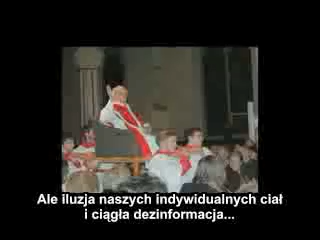 Ale iluzja naszych indywidualnych ciał
i ciągła dezinformacja...